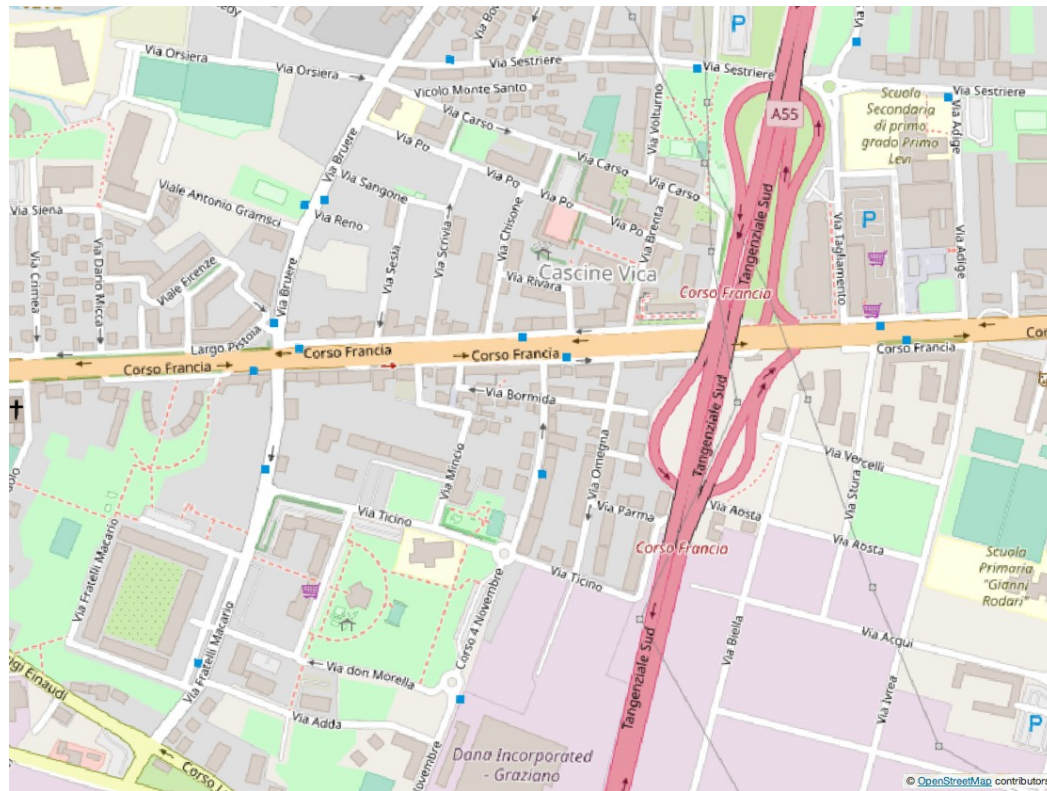 Via Orsiera
Via Orsiera
Via Sestriere
Via Sestriere
Via Sestriere
Vicolo Monte Santo
Via Volturno
A55
P
Scuola
Secondaria
di primo
grado Primo
Levi
Via Adige
Via Carso
Via Carso
Via Carso
Via Po
Via Po
Via Po
Via Po
Via Bruere
Via Sangone
Via Reno
Viale Antonio Gramsci
Via Siena
Via Crimea
Via Dario Micca
Viale Firenze
Via Bruere
Via Sesia
Via Scrivia
Via Chisone
Via Brenta
Via Rivara
Cascine Vica
Corso Francia
Tangenziale Sud
Via Tagliamento
P
Via Adige
Largo Pistoia
Corso Francia
Corso Francia
Corso Francia
Corso Francia
Via Bormida
Via Mincio
Via Omegna
Tangenziale Sud
Via Vercelli
Via Stura
Via Ticino
Via Parma
Via Aosta
Via Aosta
Corso Francia
Scuola
Primaria
"Gianni
Rodari"
Via Fratelli Macario
Via Fratelli Macario
Via Ticino
Corso 4 Novembre
Via Biella
Via Acqui
Via don Morella
Via Adda
Tangenziale Sud
Via Ivrea
P
Dana Incorporated
- Graziano
© OpenStreetMap contributors